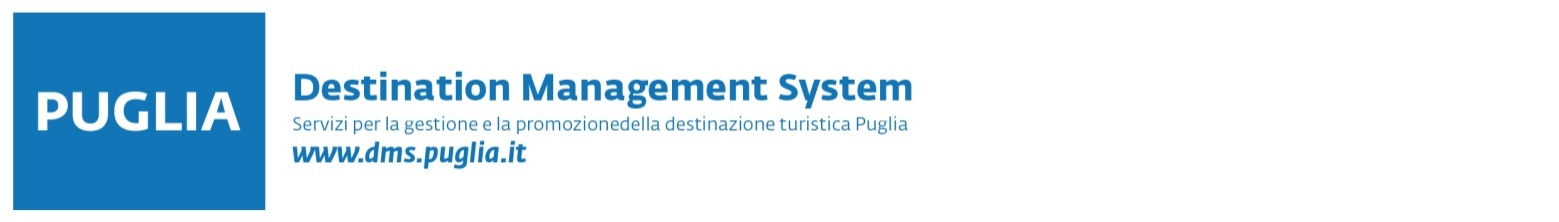 PUGLIA
Destination Management System
Servizi per la gestione e la promozionedella destinazione turistica Puglia
www.dms.puglia.it